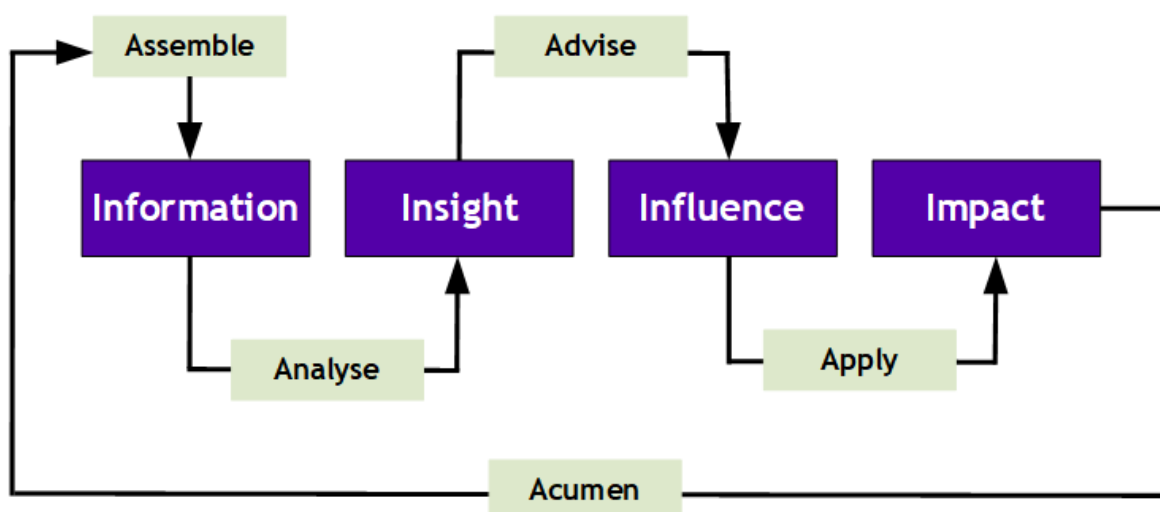 Assemble
Advise
Information
Insight
Influence
Impact
Analyse
Apply
Acumen